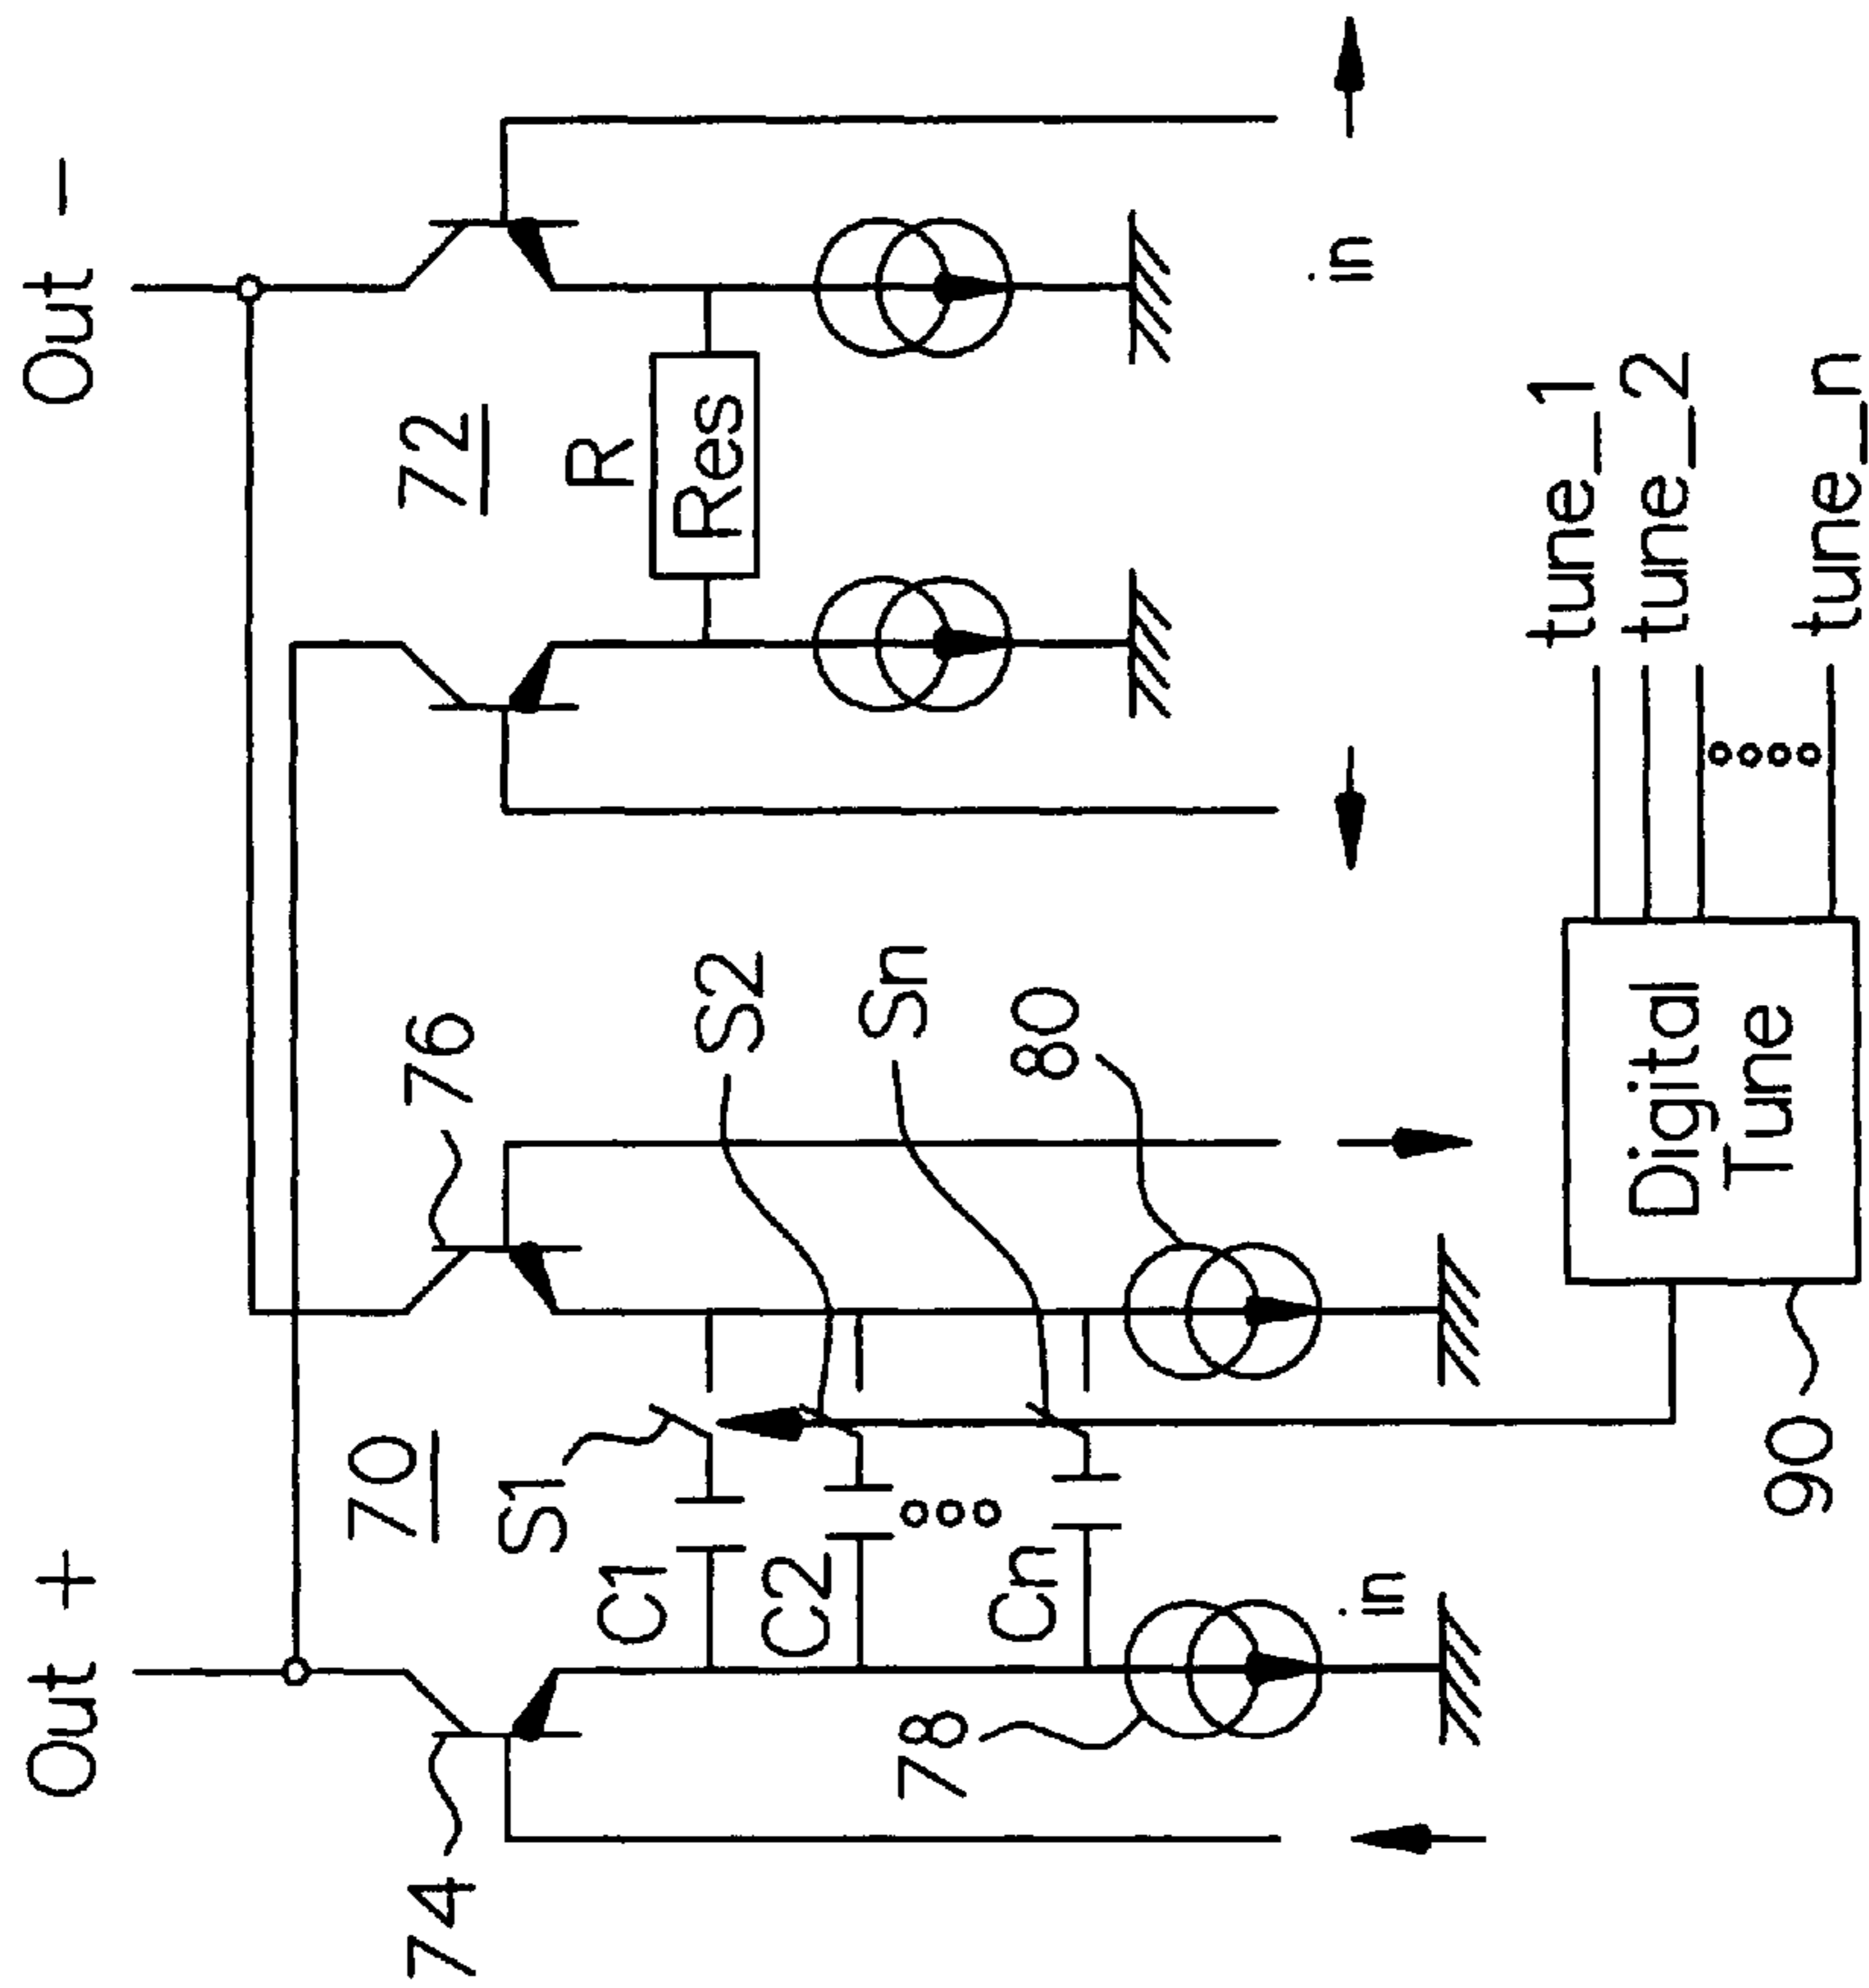 Out +
Out −
74
70
76
72
S1
R
Res
C1
C2
Cn
S2
Sn
78
80
in
in
90
Digital
Tune
tune_1
tune_2
tune_n